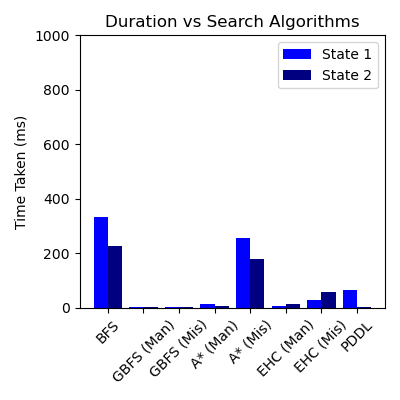 Duration vs Search Algorithms
Time Taken (ms)
1000
800
600
400
200
0
State 1
State 2
BFS
GBFS (Man)
GBFS (Mis)
A* (Man)
A* (Mis)
EHC (Man)
EHC (Mis)
PDDL